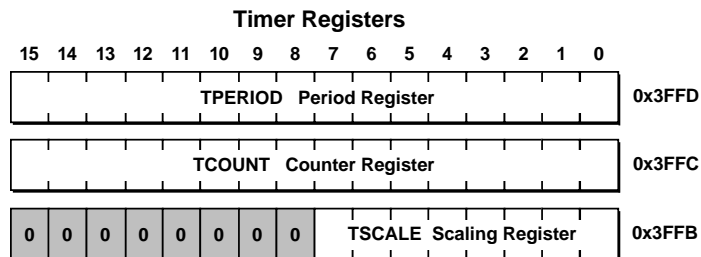 Timer Registers
15 14 13 12 11 10 9 8 7 6 5 4 3 2 1 0
TPERIOD Period Register 0x3FFD
TCOUNT Counter Register 0x3FFC
0 0 0 0 0 0 0 0 TSCALE Scaling Register 0x3FFB